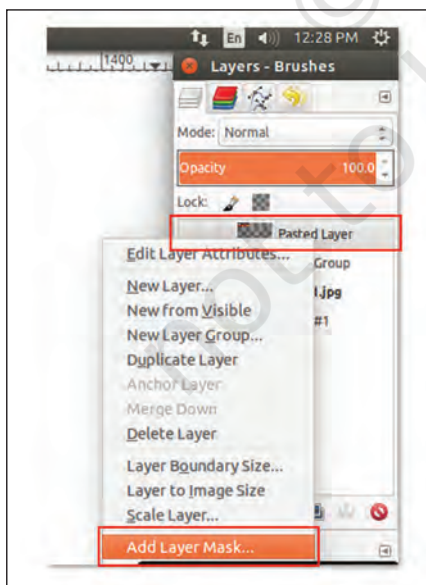 En 12:28 PM
1400
Layers - Brushes
Mode: Normal
Opacity 100.0
Lock:
Pasted Layer
Edit Layer Attributes...
Group
New Layer...
l.jpg
New from Visible
#1
New Layer Group...
Duplicate Layer
Anchor Layer
Merge Down
Delete Layer
Layer Boundary Size...
Layer to Image Size
Scale Layer...
Add Layer Mask...
not to